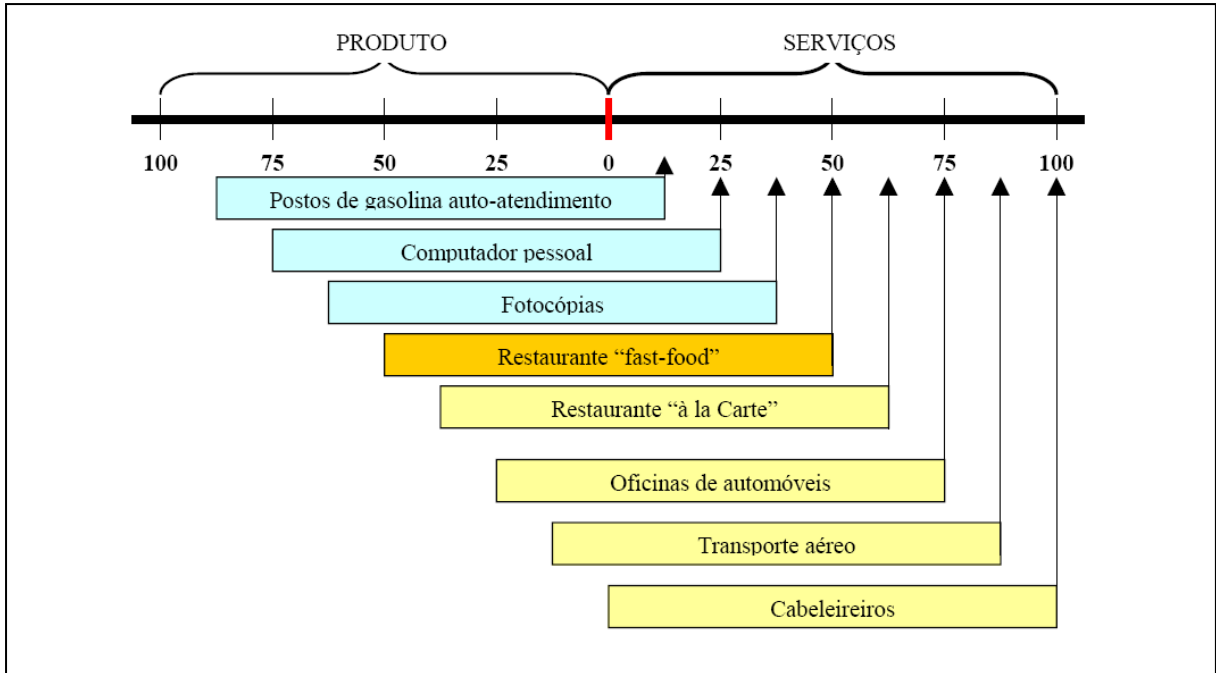 PRODUTO SERVIÇOS
100 75 50 25 0 25 50 75 100
Postos de gasolina auto-atendimento
Computador pessoal
Fotocópias
Restaurante “fast-food”
Restaurante “à la Carte”
Oficinas de automóveis
Transporte aéreo
Cabeleireiros